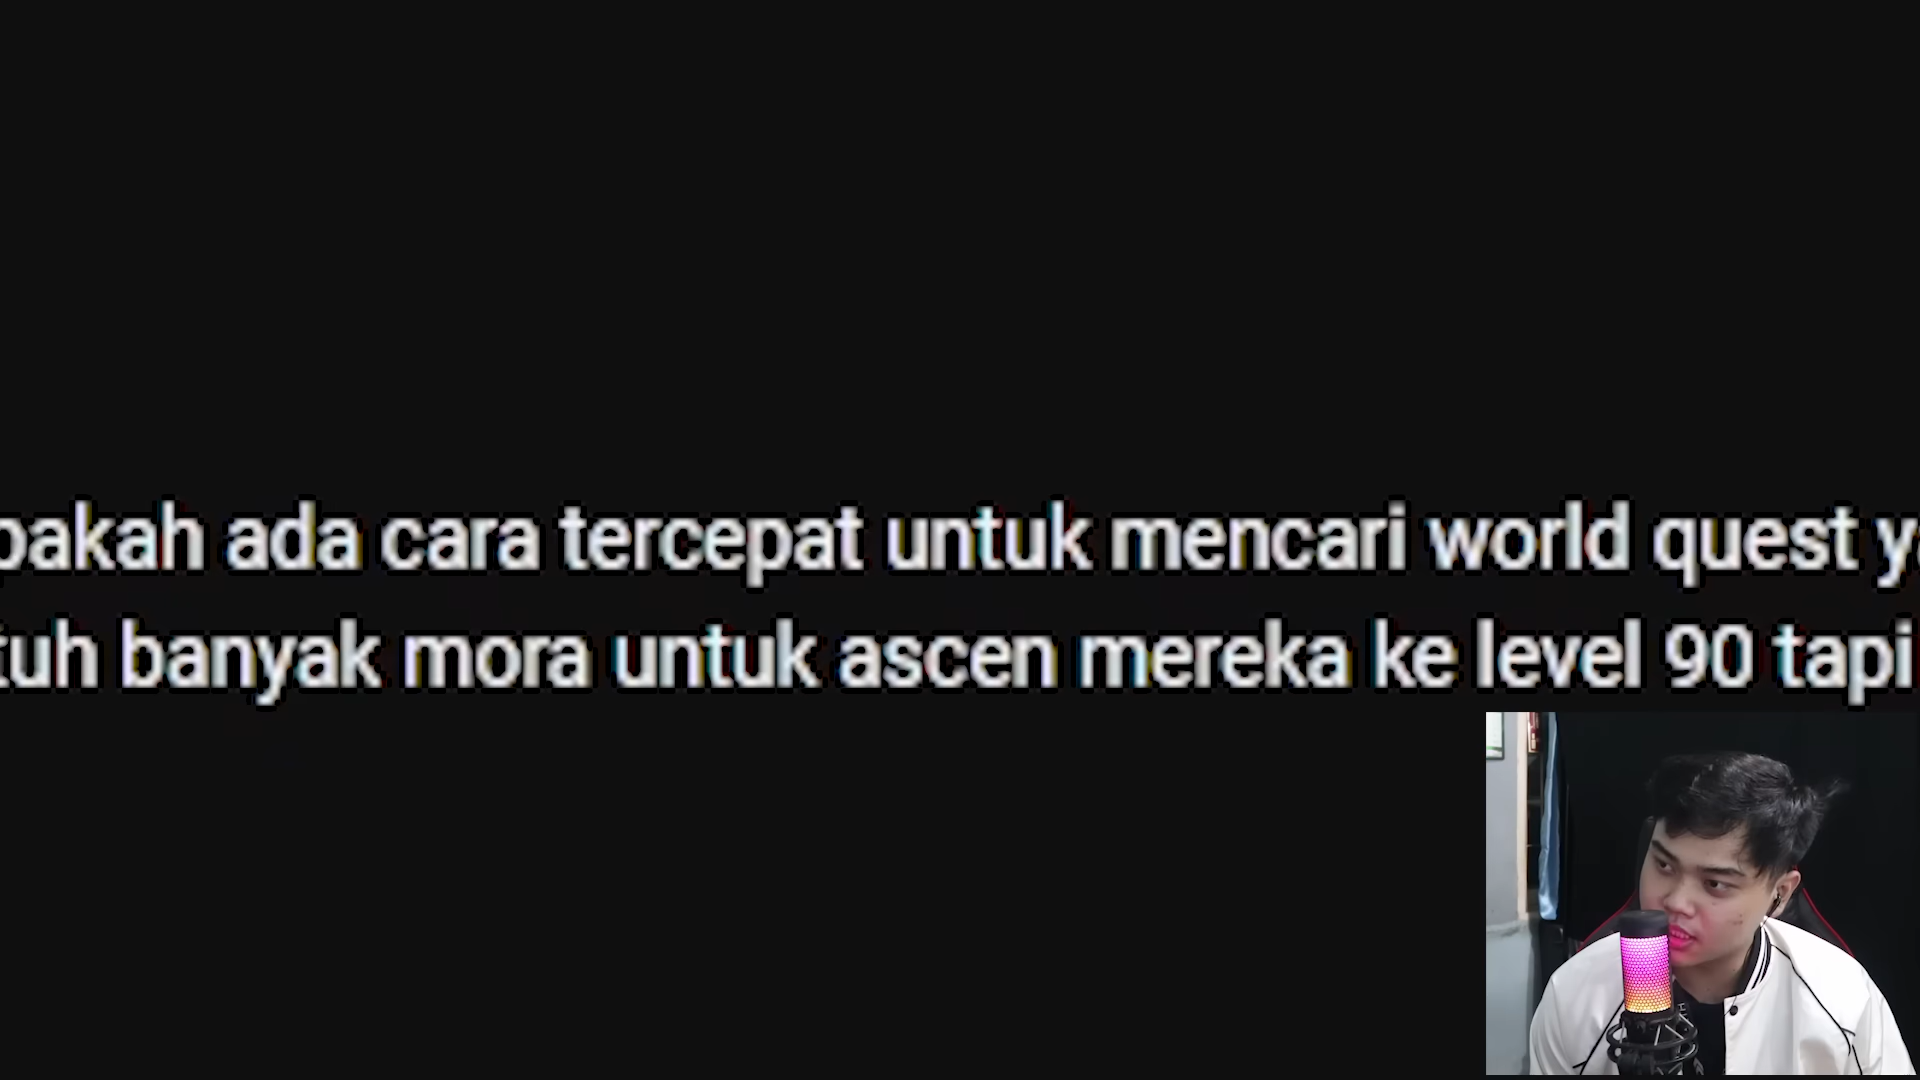 pakah ada cara tercepat untuk mencari world quest ya
tuh banyak mora untuk ascen mereka ke level 90 tapi